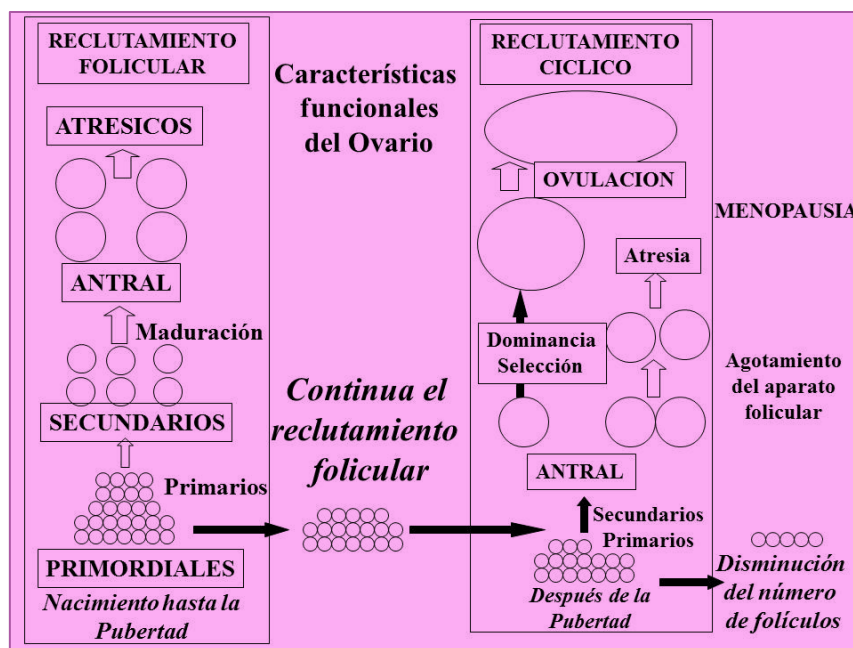 RECLUTAMIENTO
FOLICULAR
ATRESICOS
ANTRAL
Maduración
SECUNDARIOS
Primarios
PRIMORDIALES
Nacimiento hasta la
Pubertad
Características
funcionales
del Ovario
Continua el
reclutamiento
folicular
RECLUTAMIENTO
CICLICO
OVULACION
Atresia
Dominancia
Selección
ANTRAL
Secundarios
Primarios
Después de la
Pubertad
MENOPAUSIA
Agotamiento
del aparato
folicular
Disminución
del número
de folículos